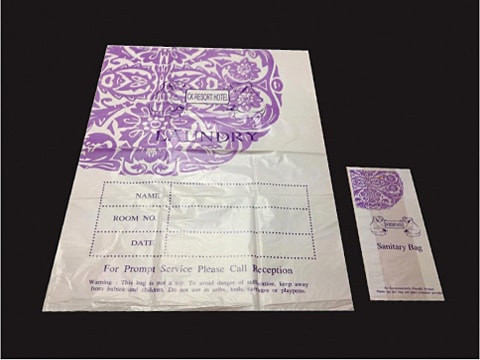 CK RESORT HOTEL
LAUNDRY
NAME
ROOM NO.
DATE
For Prompt Service Please Call Reception
Warning : This bag is not a toy. To avoid danger of suffocation, keep away
from babies and children. Do not use in cribs, beds, carriages or playpens.
Sanitary Bag